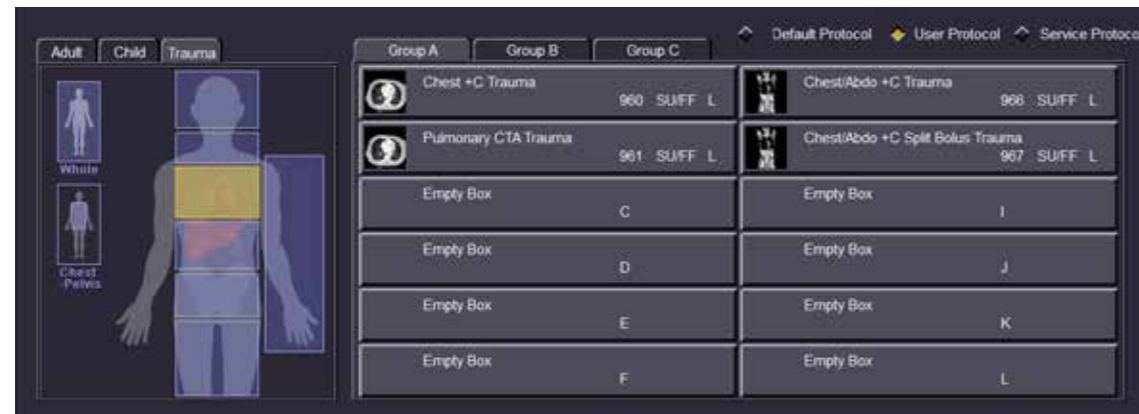 Default Protocol User Protocol Service Protoco
Adult Child Trauma
Group A Group B Group C
Whole
Chest
-Pelvis
Chest +C Trauma
960 SU/FF L
Chest/Abdo +C Trauma
966 SU/FF L
Pulmonary CTA Trauma
961 SU/FF L
Chest/Abdo +C Split Bolus Trauma
967 SU/FF L
Empty Box
C
Empty Box
I
Empty Box
D
Empty Box
J
Empty Box
E
Empty Box
K
Empty Box
F
Empty Box
L